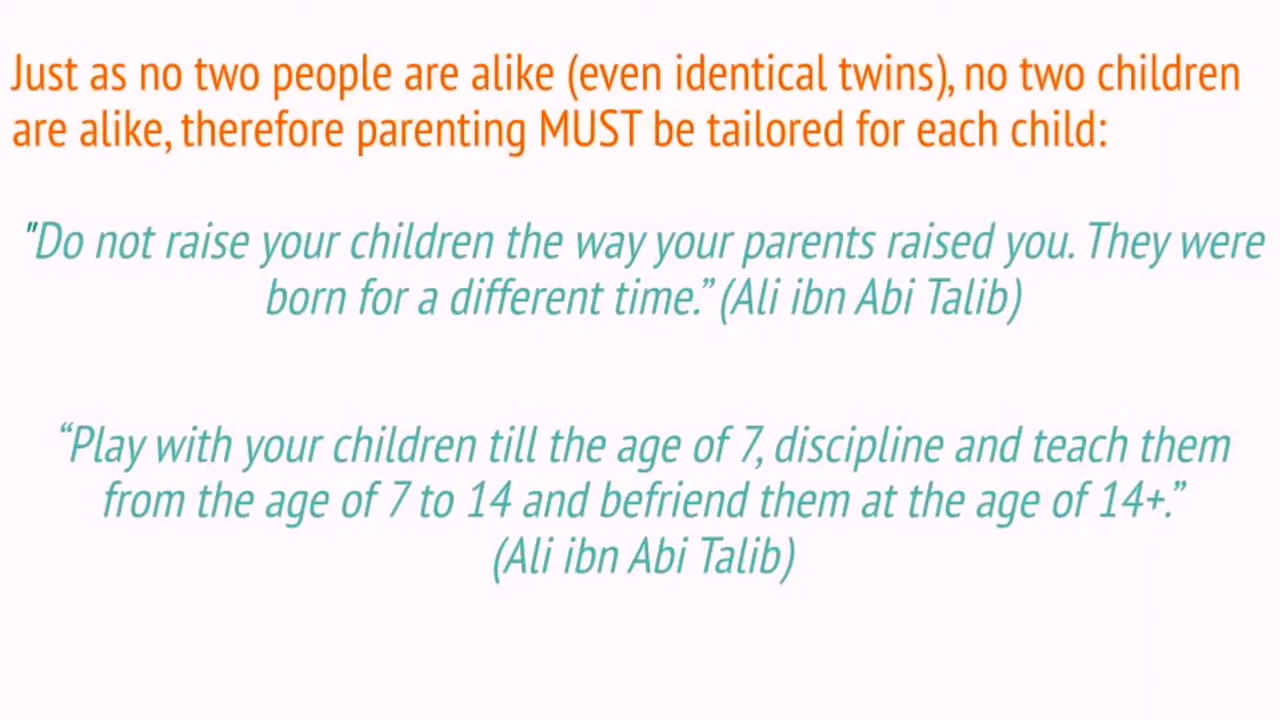 Just as no two people are alike (even identical twins), no two children
are alike, therefore parenting MUST be tailored for each child:
"Do not raise your children the way your parents raised you. They were
born for a different time.” (Ali ibn Abi Talib)
“Play with your children till the age of 7, discipline and teach them
from the age of 7 to 14 and befriend them at the age of 14+.”
(Ali ibn Abi Talib)